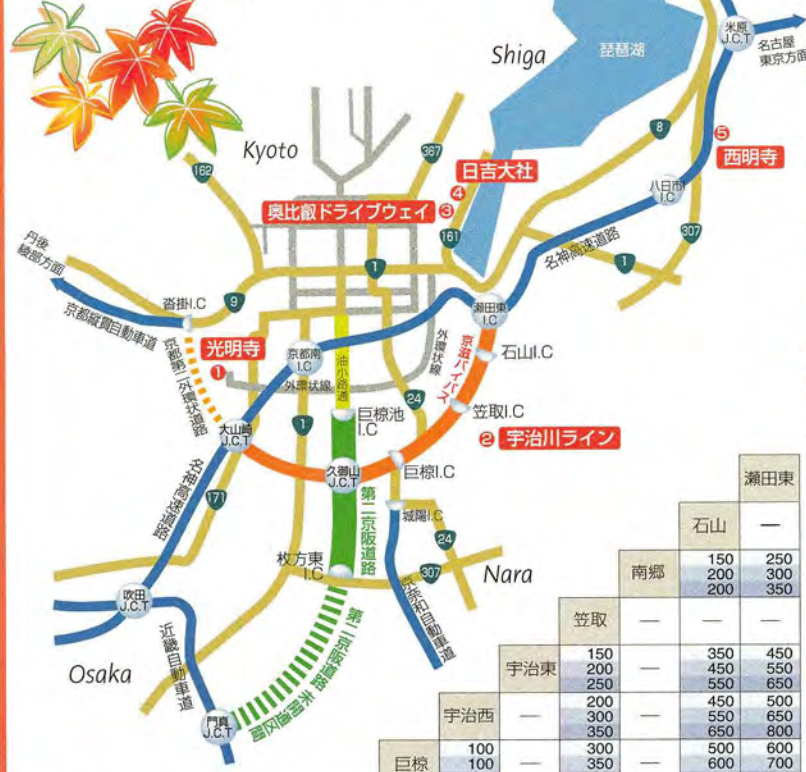 米原
J.C.T
名古屋
東京方面
Shiga
琵琶湖
8
⑤
西明寺
Kyoto
367
162
日吉大社
④
奥比叡ドライブウェイ
③
161
八日市
I.C
307
名神高速道路
1
1
丹後
綾部方面
京都縦貫自動車道
沓掛I.C
9
瀬田東
I.C
京滋バイパス
石山I.C
外環状線
光明寺
①
京都南
I.C
油小路通
京都第二外環状道路
外環状線
24
笠取I.C
巨椋池
I.C
1
② 宇治川ライン
大山崎
J.C.T
久御山
J.C.T
巨椋I.C
名神高速道路
171
第二京阪道路
城陽I.C
24
枚方東
I.C
307
Nara
京奈和自動車道
吹田
J.C.T
近畿自動車道
第二京阪道路 未開通区間
Osaka
門真
J.C.T
瀬田東
石山 —
南郷 150 250
200 300
200 350
笠取 — — —
宇治東 150 — 350 450
200 450 550
250 550 650
宇治西 — 200 — 450 500
300 550 650
350 650 800
巨椋 100 — 300 — 500 600
100 350 600 700